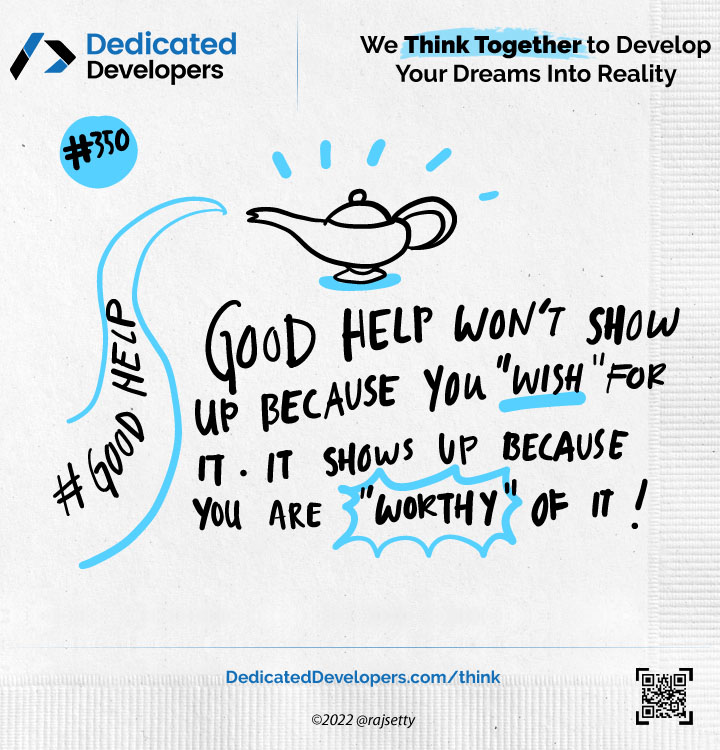 Dedicated
Developers
We Think Together to Develop
Your Dreams Into Reality
#350
# GOOD HELP
GOOD HELP WON'T SHOW
UP BECAUSE YOU "WISH" FOR
IT. IT SHOWS UP BECAUSE
YOU ARE "WORTHY" OF IT!
DedicatedDevelopers.com/think
©2022 @rajsetty